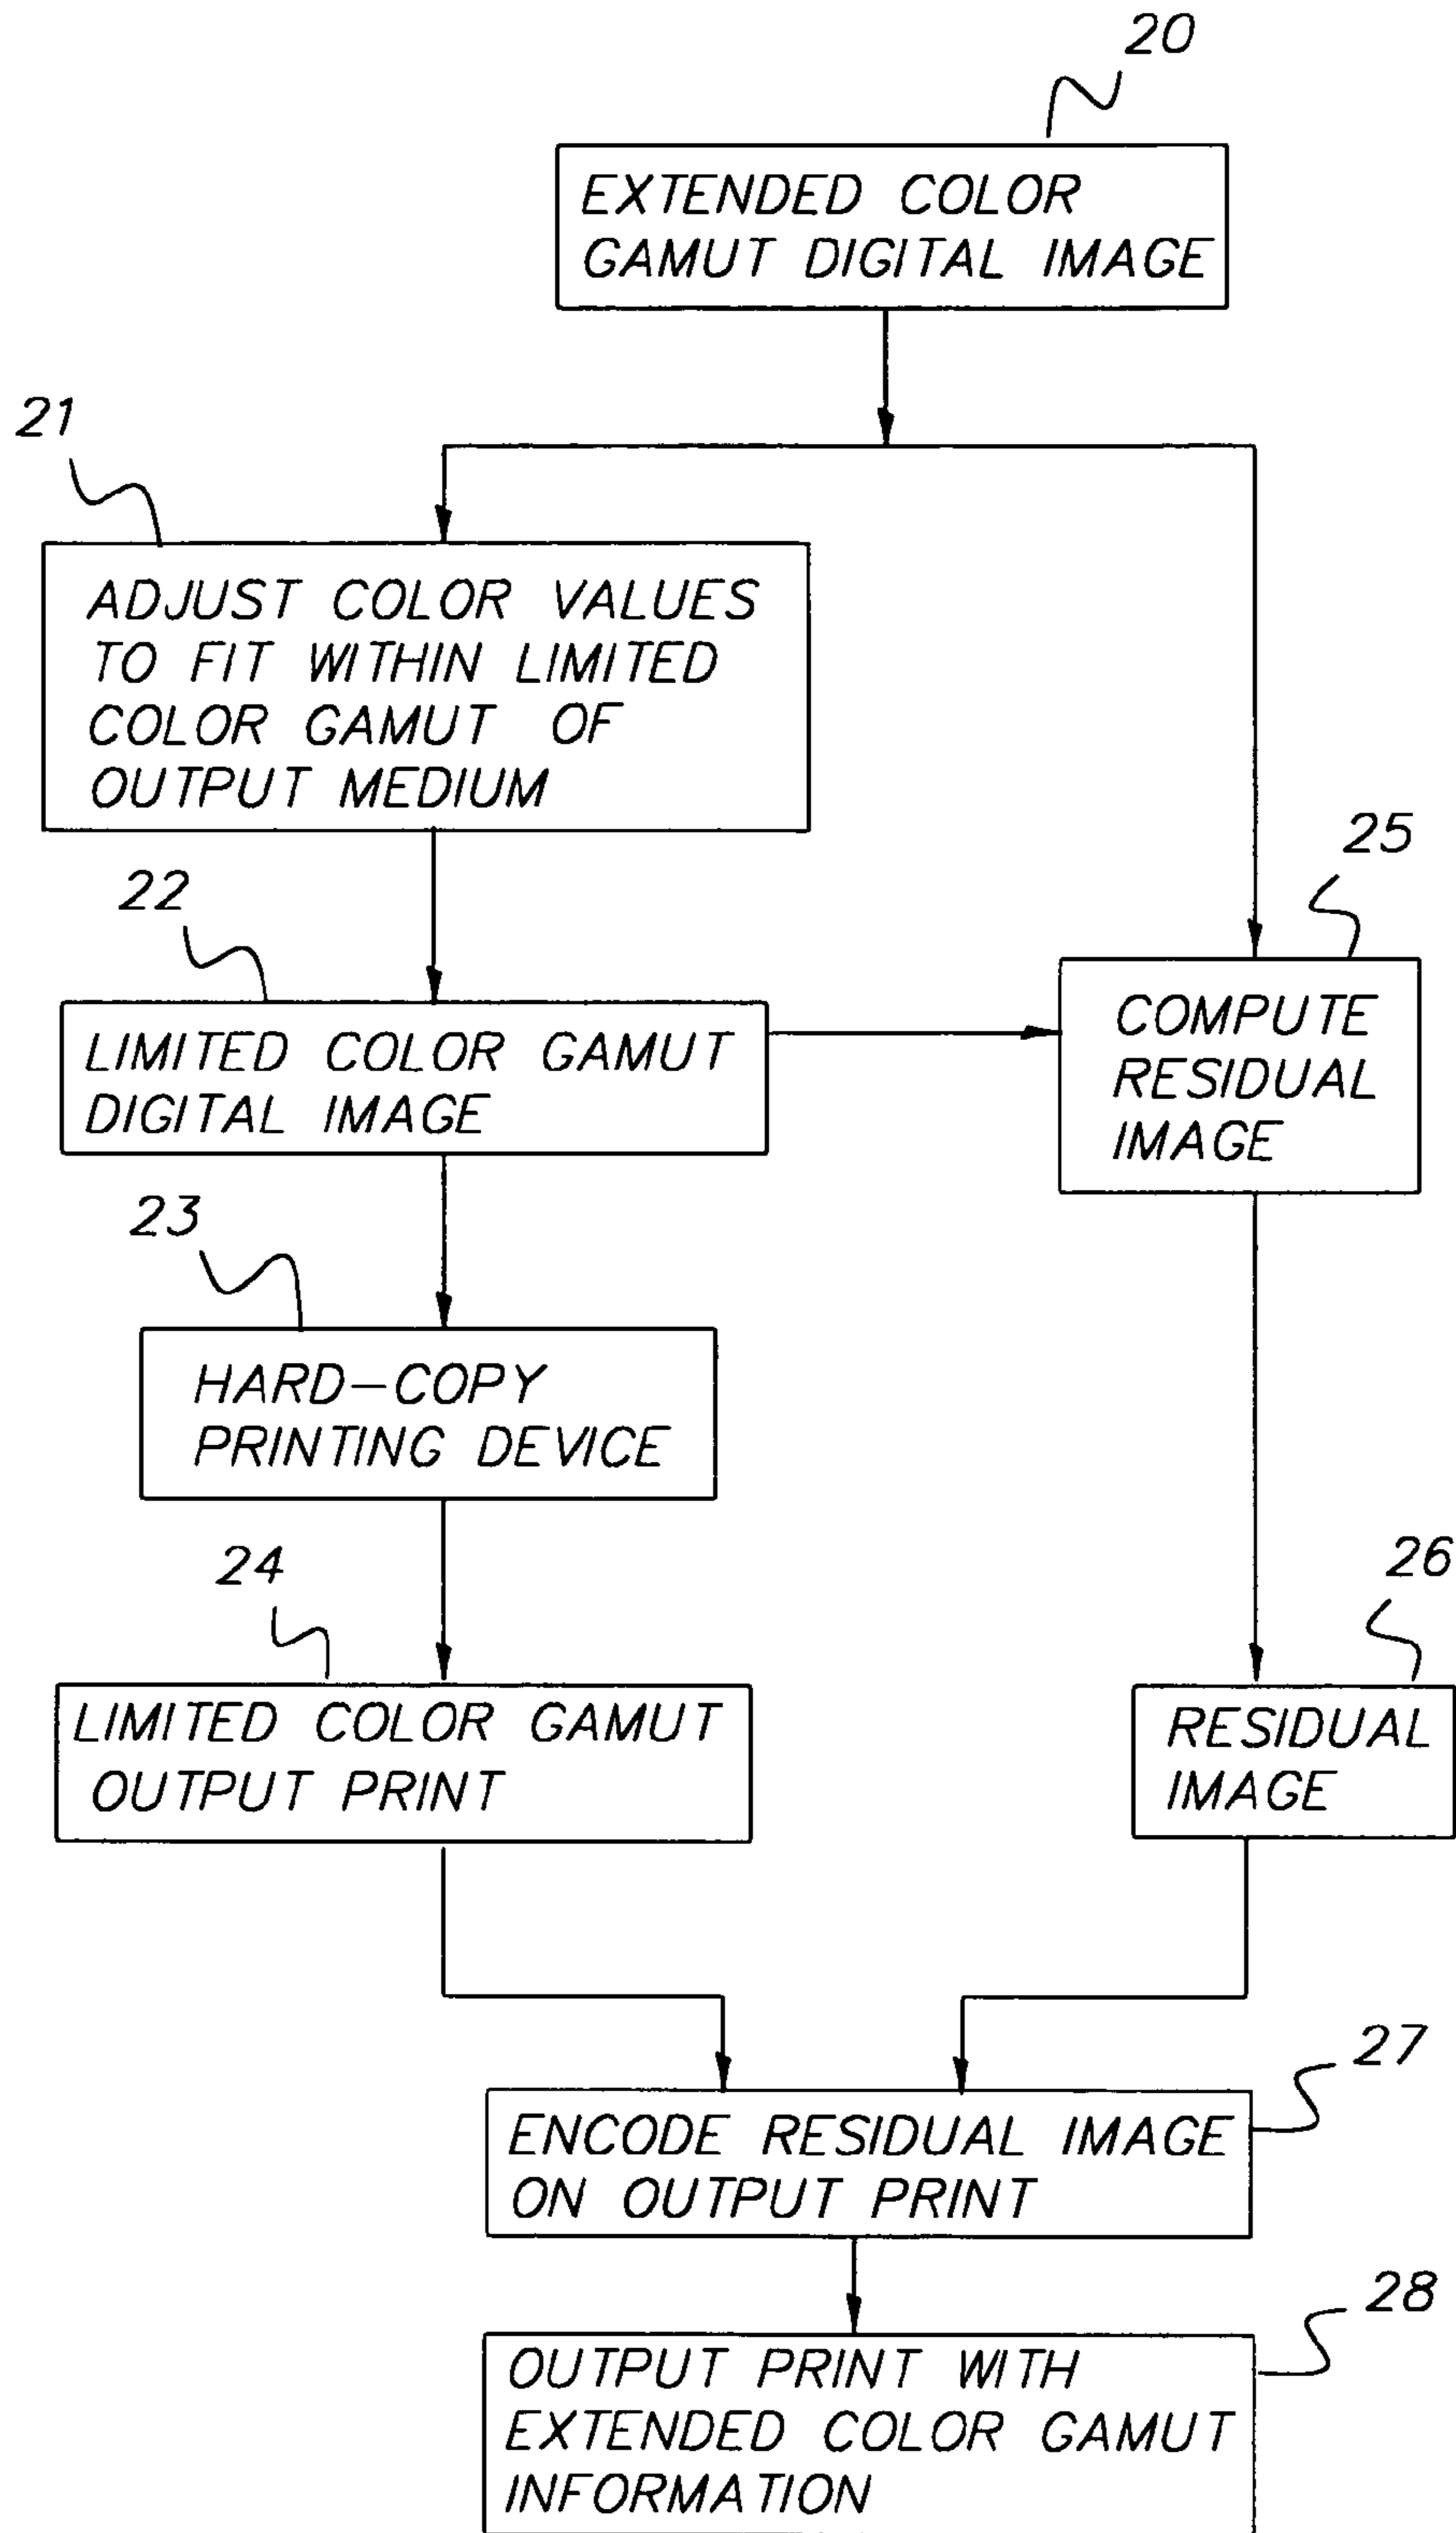 20
EXTENDED COLOR
GAMUT DIGITAL IMAGE
21
ADJUST COLOR VALUES
TO FIT WITHIN LIMITED
COLOR GAMUT OF
OUTPUT MEDIUM
25
22
LIMITED COLOR GAMUT
DIGITAL IMAGE
COMPUTE
RESIDUAL
IMAGE
23
HARD-COPY
PRINTING DEVICE
24
26
LIMITED COLOR GAMUT
OUTPUT PRINT
RESIDUAL
IMAGE
27
ENCODE RESIDUAL IMAGE
ON OUTPUT PRINT
28
OUTPUT PRINT WITH
EXTENDED COLOR GAMUT
INFORMATION